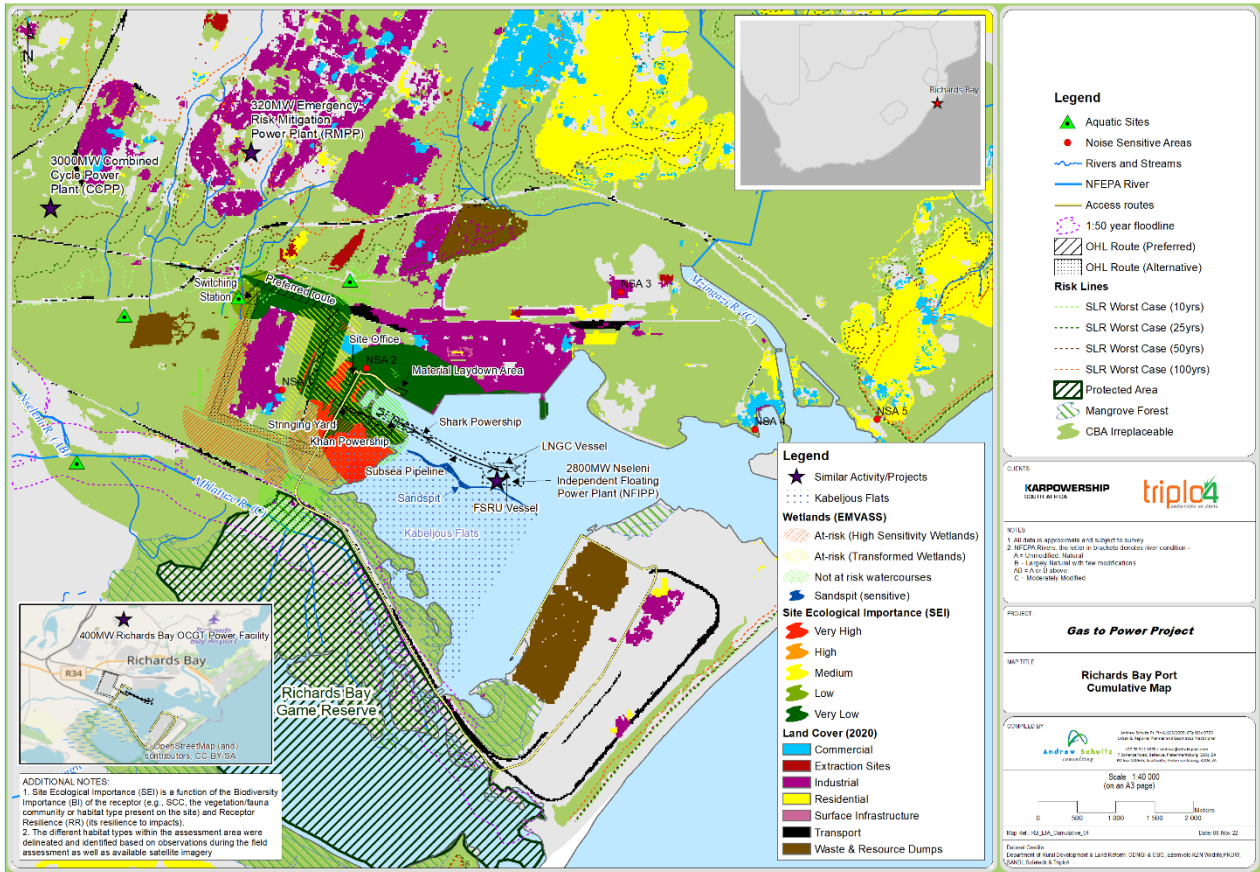 N
320MW Emergency
Risk Mitigation
Power Plant (RMPP)
3000MW Combined
Cycle Power
Plant (CCPP)
Richards Bay
Switching
Station
Preferred route
Site Office
NSA 2
Material Laydown Area
NSA 3
Mzingazi R. (C)
NSA 4
NSA 5
Stringing Yard
Khan Powership
Shark Powership
LNGC Vessel
Subsea Pipeline
2800MW Nseleni
Independent Floating
Power Plant (NFIPP)
Sandspit
FSRU Vessel
Kabeljous Flats
Nseleni R. (AB)
Mhlatuze R. (C)
Richards Bay
Game Reserve
400MW Richards Bay OCGT Power Facility
Richards Bay
R34
© OpenStreetMap (and)
contributors, CC-BY-SA
ADDITIONAL NOTES:
1. Site Ecological Importance (SEI) is a function of the Biodiversity
Importance (BI) of the receptor (e.g., SCC, the vegetation/fauna
community or habitat type present on the site) and Receptor
Resilience (RR) (its resilience to impacts).
2. The different habitat types within the assessment area were
delineated and identified based on observations during the field
assessment as well as available satellite imagery
Legend
Similar Activity/Projects
Kabeljous Flats
Wetlands (EMVASS)
At-risk (High Sensitivity Wetlands)
At-risk (Transformed Wetlands)
Not at risk watercourses
Sandspit (sensitive)
Site Ecological Importance (SEI)
Very High
High
Medium
Low
Very Low
Land Cover (2020)
Commercial
Extraction Sites
Industrial
Residential
Surface Infrastructure
Transport
Waste & Resource Dumps
Legend
Aquatic Sites
Noise Sensitive Areas
Rivers and Streams
NFEPA River
Access routes
1:50 year floodline
OHL Route (Preferred)
OHL Route (Alternative)
Risk Lines
SLR Worst Case (10yrs)
SLR Worst Case (25yrs)
SLR Worst Case (50yrs)
SLR Worst Case (100yrs)
Protected Area
Mangrove Forest
CBA Irreplaceable
CLIENTS
KARPOWERSHIP
SOUTH AFRICA
triplo4
sustainable solutions
NOTES
1. All data is approximate and subject to survey
2. NFEPA Rivers, the letter in brackets denotes river condition -
A = Unmodified, Natural
B = Largely Natural with few modifications
AB = A or B above
C = Moderately Modified
PROJECT
Gas to Power Project
MAP TITLE
Richards Bay Port
Cumulative Map
COMPILED BY
Andrew Schultz
consulting
Scale 1:40 000
(on an A3 page)
0 500 1 000 1 500 2 000
Meters
Date: 08 Nov 22
Dataset Credits